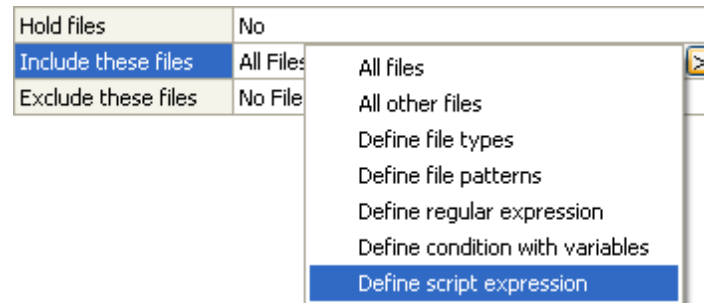 Hold files No
Include these files All Files
Exclude these files No File
All files
All other files
Define file types
Define file patterns
Define regular expression
Define condition with variables
Define script expression